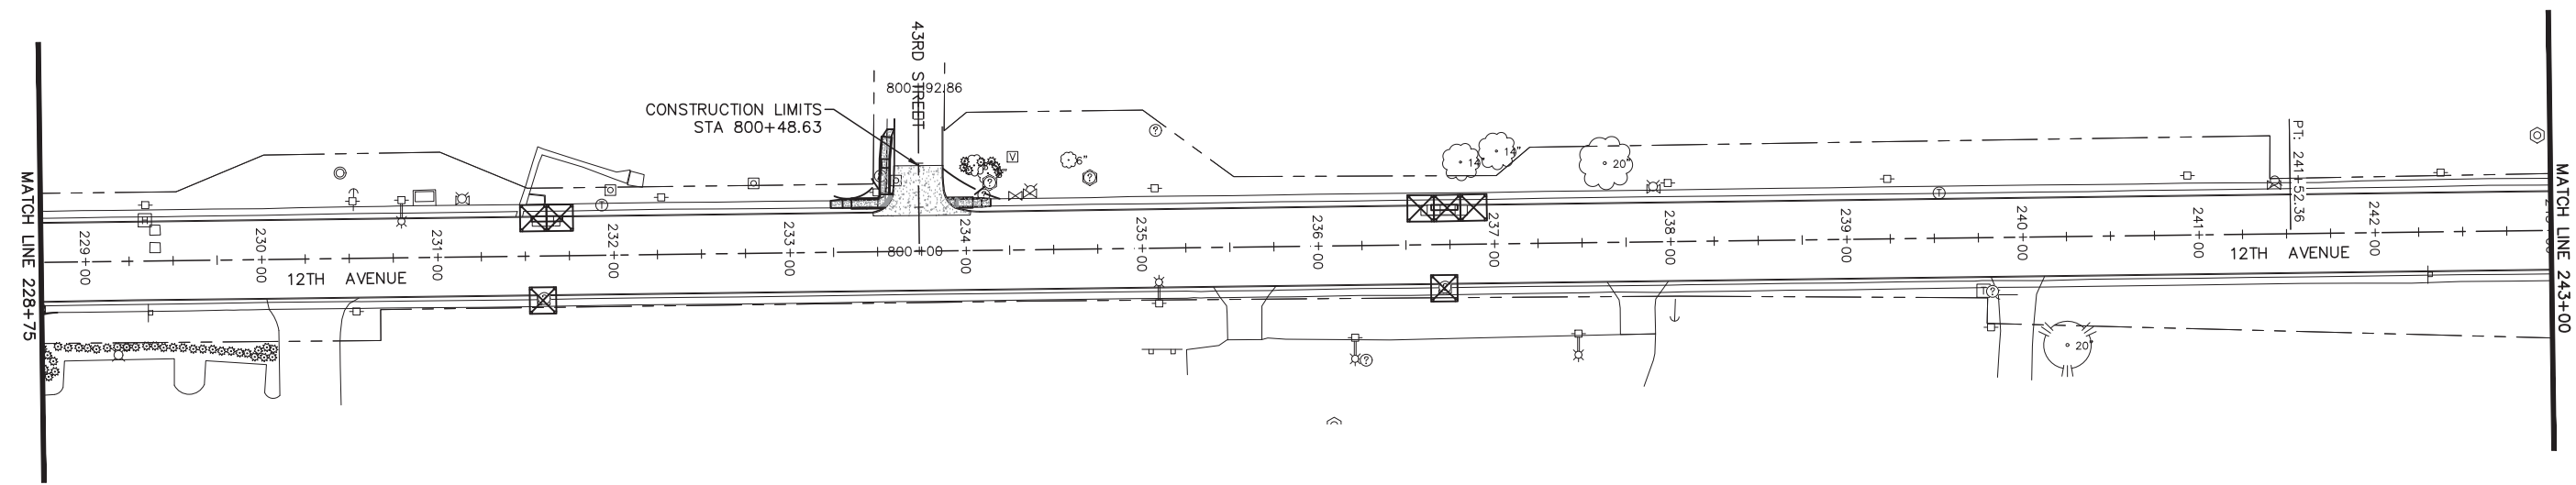 MATCH LINE 228+75
43RD STREET
800+92.86
CONSTRUCTION LIMITS
STA 800+48.63
V
6"
?
?
?
?
14"
14"
20"
PT: 241+52.36
H
T
T
229+00
230+00
231+00
232+00
233+00
800+00
234+00
235+00
236+00
237+00
238+00
239+00
240+00
241+00
242+00
12TH AVENUE
12TH AVENUE
?
?
20"
MATCH LINE 243+00